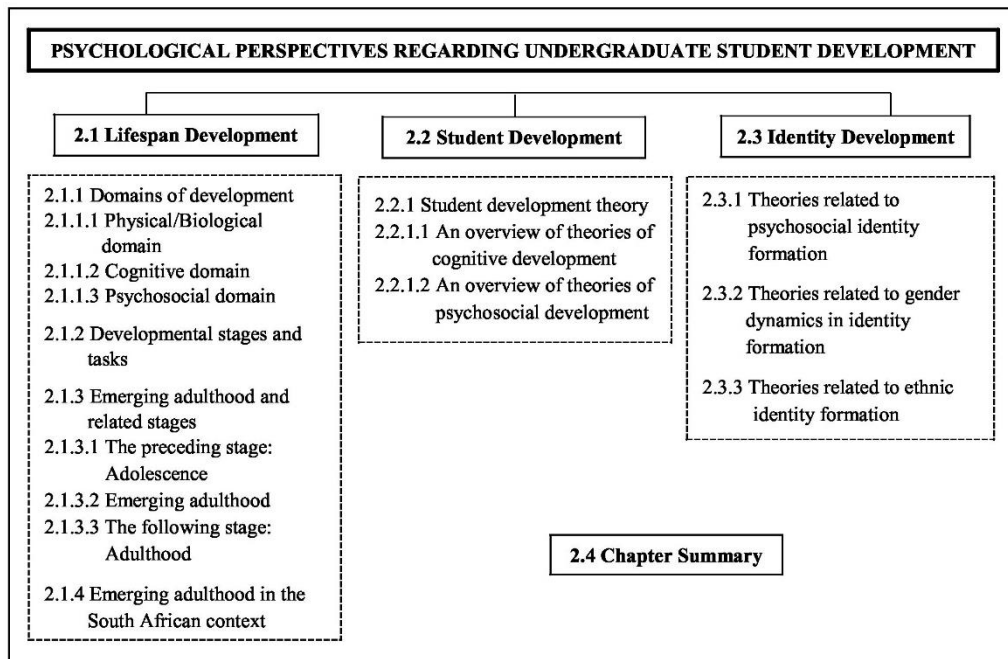 PSYCHOLOGICAL PERSPECTIVES REGARDING UNDERGRADUATE STUDENT DEVELOPMENT
2.1 Lifespan Development
2.1.1 Domains of development
2.1.1.1 Physical/Biological
domain
2.1.1.2 Cognitive domain
2.1.1.3 Psychosocial domain
2.1.2 Developmental stages and
tasks
2.1.3 Emerging adulthood and
related stages
2.1.3.1 The preceding stage:
Adolescence
2.1.3.2 Emerging adulthood
2.1.3.3 The following stage:
Adulthood
2.1.4 Emerging adulthood in the
South African context
2.2 Student Development
2.2.1 Student development theory
2.2.1.1 An overview of theories of
cognitive development
2.2.1.2 An overview of theories of
psychosocial development
2.3 Identity Development
2.3.1 Theories related to
psychosocial identity
formation
2.3.2 Theories related to gender
dynamics in identity
formation
2.3.3 Theories related to ethnic
identity formation
2.4 Chapter Summary